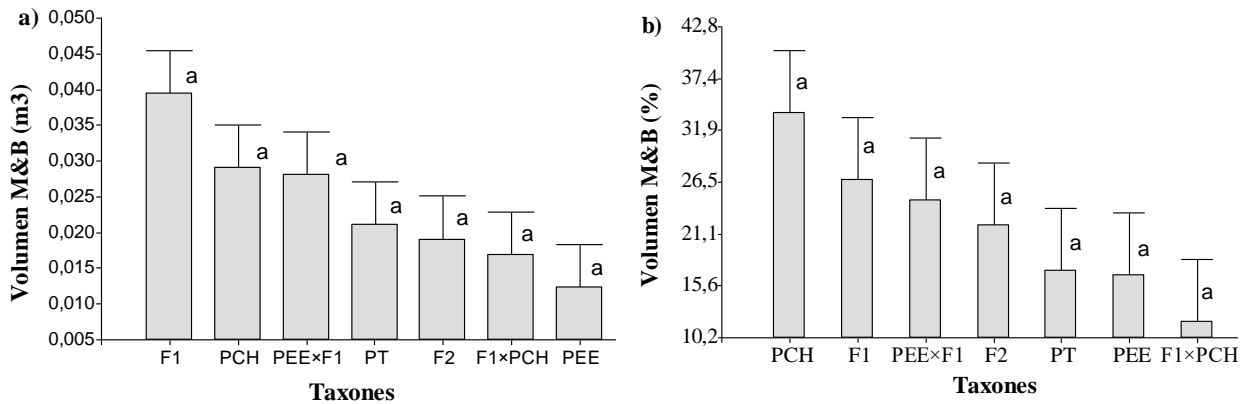 a)
Volumen M&B (m3)
0,050
0,045
0,040
0,035
0,030
0,025
0,020
0,015
0,010
0,005
a a a a a a a
F1 PCH PEE×F1 PT F2 F1×PCH PEE
Taxones
b)
Volumen M&B (%)
42,8
37,4
31,9
26,5
21,1
15,6
10,2
a a a a a a a
PCH F1 PEE×F1 F2 PT PEE F1×PCH
Taxones